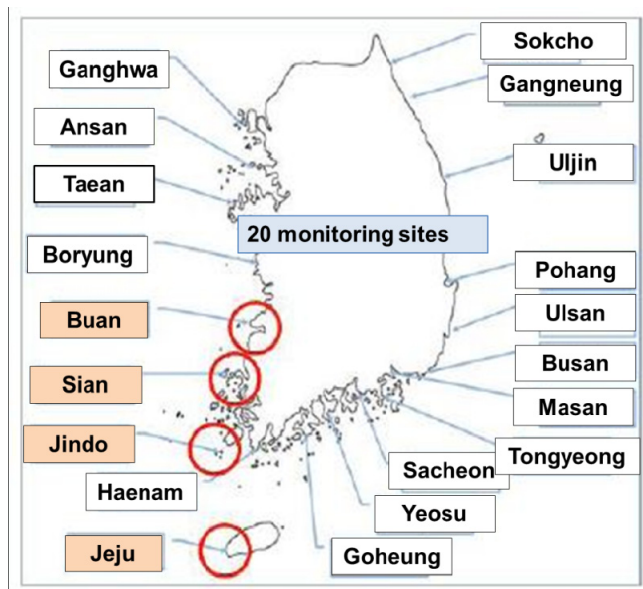 Ganghwa
Ansan
Taean
Boryung
Buan
Sian
Jindo
Haenam
Jeju
20 monitoring sites
Sokcho
Gangneung
Uljin
Pohang
Ulsan
Busan
Masan
Tongyeong
Sacheon
Yeosu
Goheung